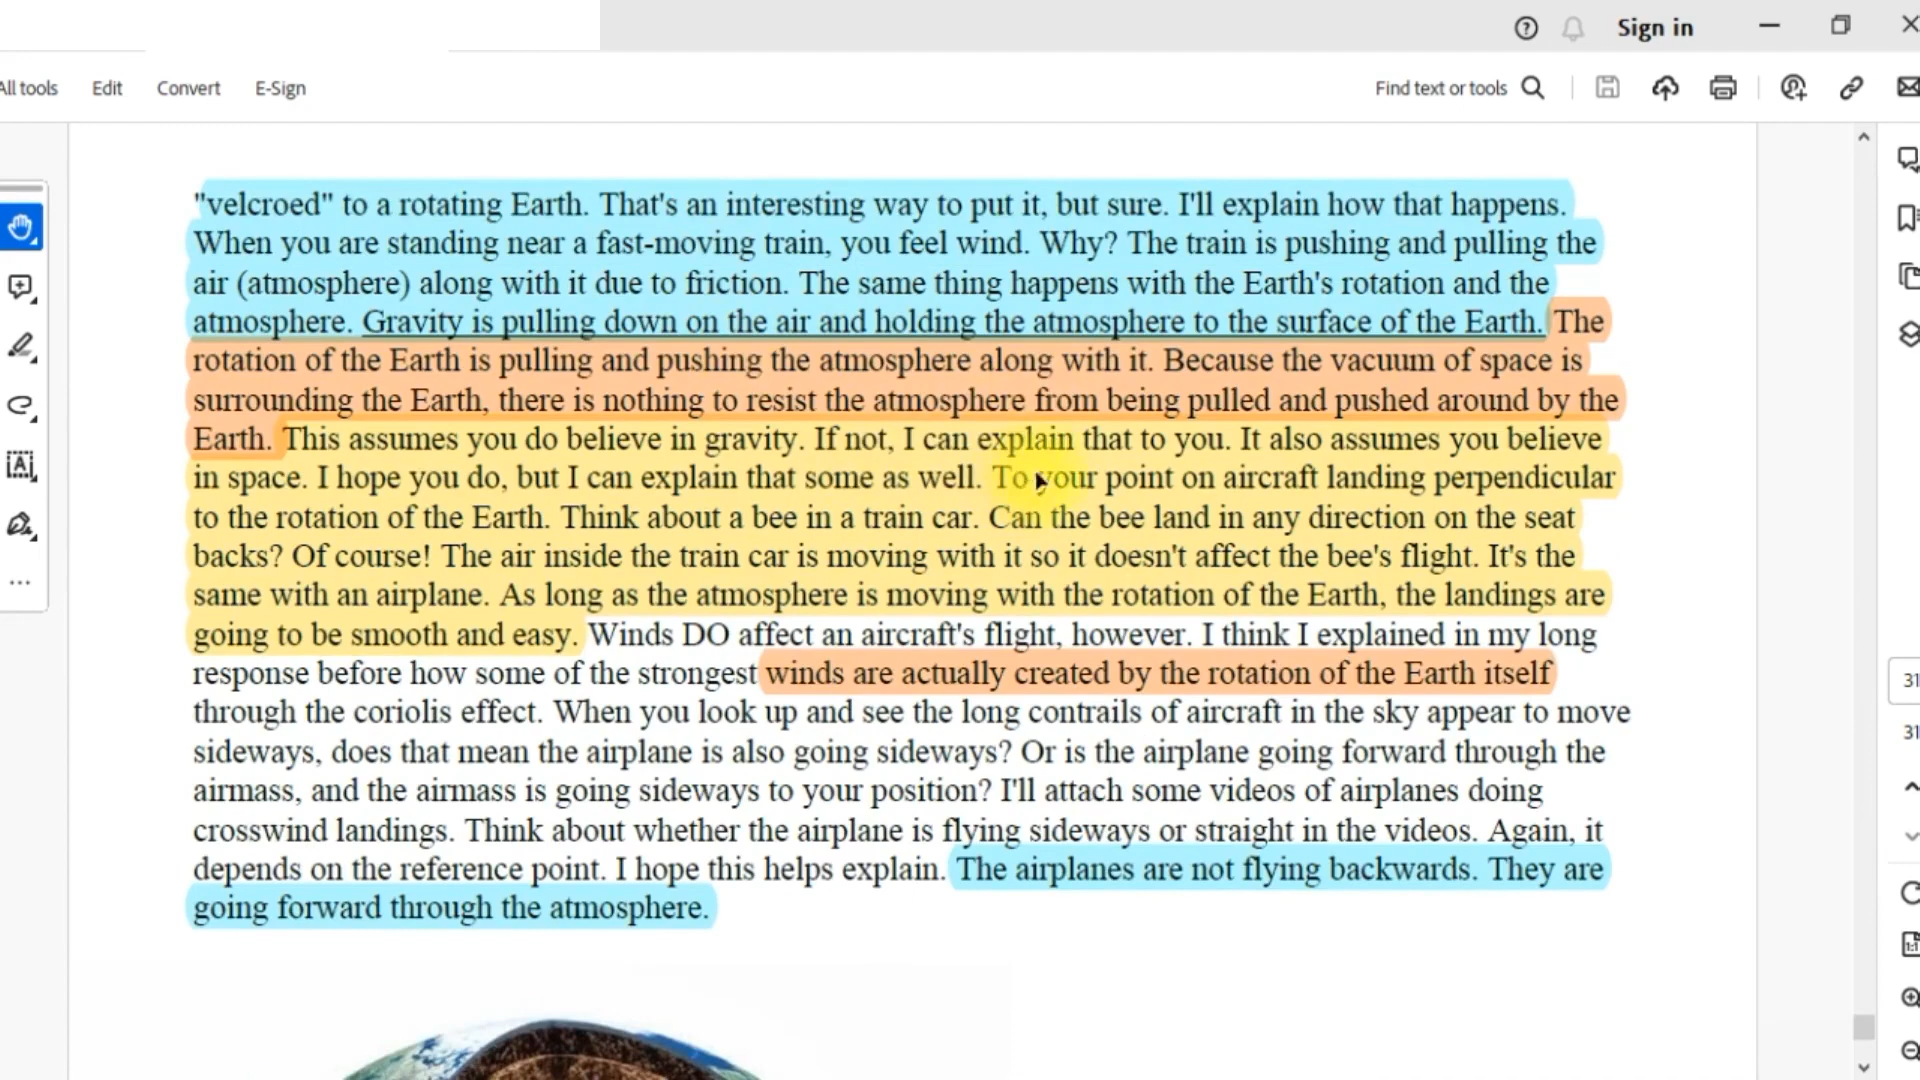 Sign in
All tools Edit Convert E-Sign Find text or tools
"velcroed" to a rotating Earth. That's an interesting way to put it, but sure. I'll explain how that happens.
When you are standing near a fast-moving train, you feel wind. Why? The train is pushing and pulling the
air (atmosphere) along with it due to friction. The same thing happens with the Earth's rotation and the
atmosphere. Gravity is pulling down on the air and holding the atmosphere to the surface of the Earth. The
rotation of the Earth is pulling and pushing the atmosphere along with it. Because the vacuum of space is
surrounding the Earth, there is nothing to resist the atmosphere from being pulled and pushed around by the
Earth. This assumes you do believe in gravity. If not, I can explain that to you. It also assumes you believe
in space. I hope you do, but I can explain that some as well. To your point on aircraft landing perpendicular
to the rotation of the Earth. Think about a bee in a train car. Can the bee land in any direction on the seat
backs? Of course! The air inside the train car is moving with it so it doesn't affect the bee's flight. It's the
same with an airplane. As long as the atmosphere is moving with the rotation of the Earth, the landings are
going to be smooth and easy. Winds DO affect an aircraft's flight, however. I think I explained in my long
response before how some of the strongest winds are actually created by the rotation of the Earth itself
through the coriolis effect. When you look up and see the long contrails of aircraft in the sky appear to move
sideways, does that mean the airplane is also going sideways? Or is the airplane going forward through the
airmass, and the airmass is going sideways to your position? I'll attach some videos of airplanes doing
crosswind landings. Think about whether the airplane is flying sideways or straight in the videos. Again, it
depends on the reference point. I hope this helps explain. The airplanes are not flying backwards. They are
going forward through the atmosphere.
31
31